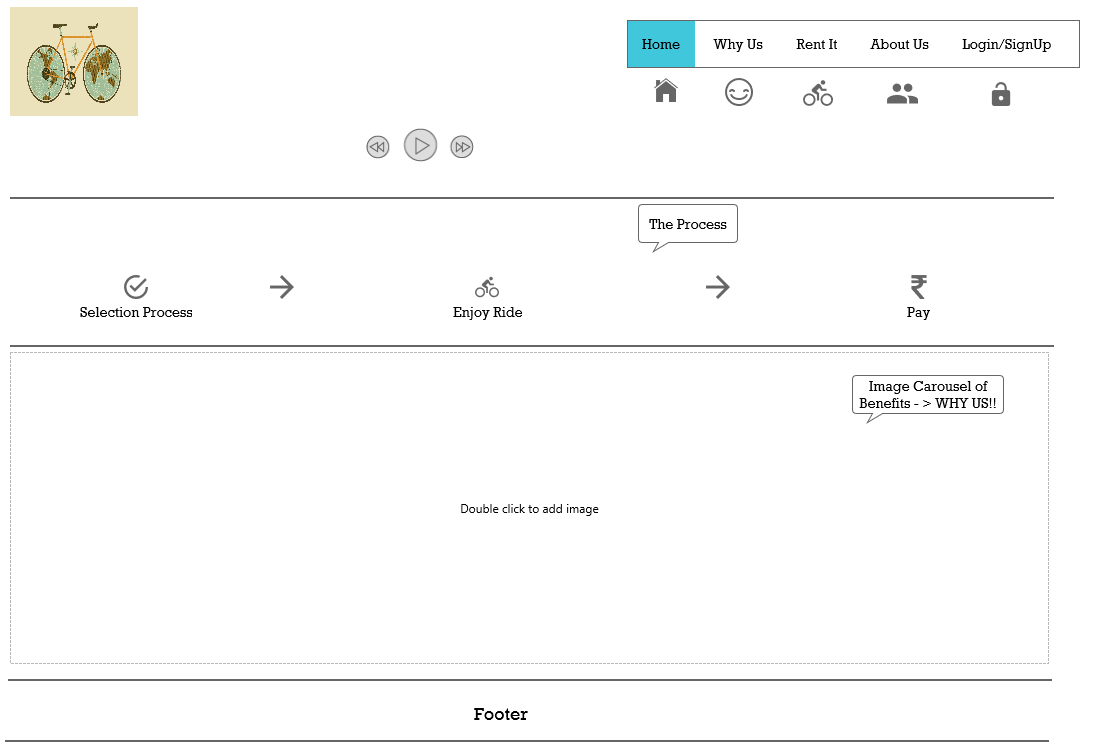 Home Why Us Rent It About Us Login/SignUp
The Process
Selection Process Enjoy Ride Pay
Image Carousel of
Benefits - > WHY US!!
Double click to add image
Footer